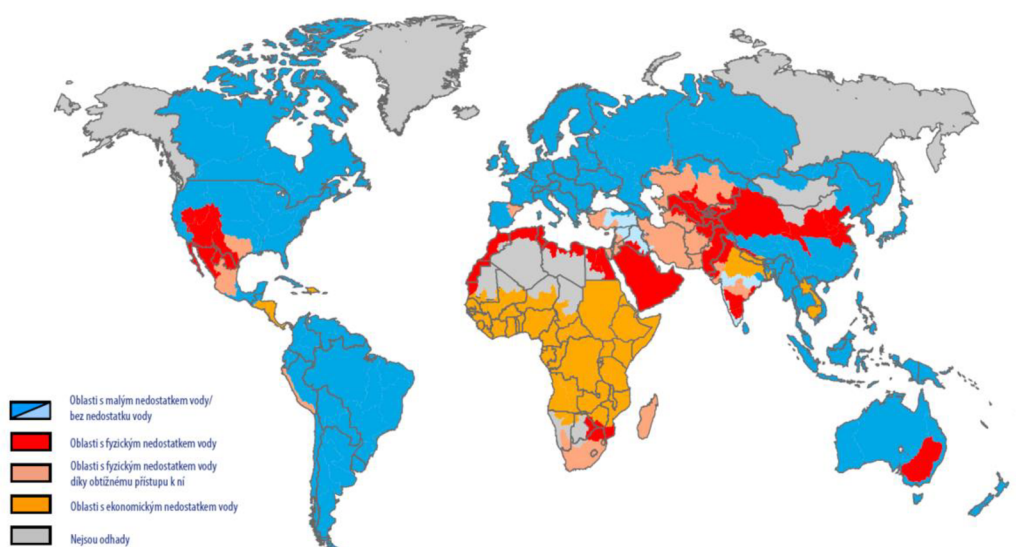 Oblasti s malým nedostatkem vody/
bez nedostatku vody
Oblasti s fyzickým nedostatkem vody
Oblasti s fyzickým nedostatkem vody
díky obtižnému přístupu k ní
Oblasti s ekonomickým nedostatkem vody
Nejsou odhady